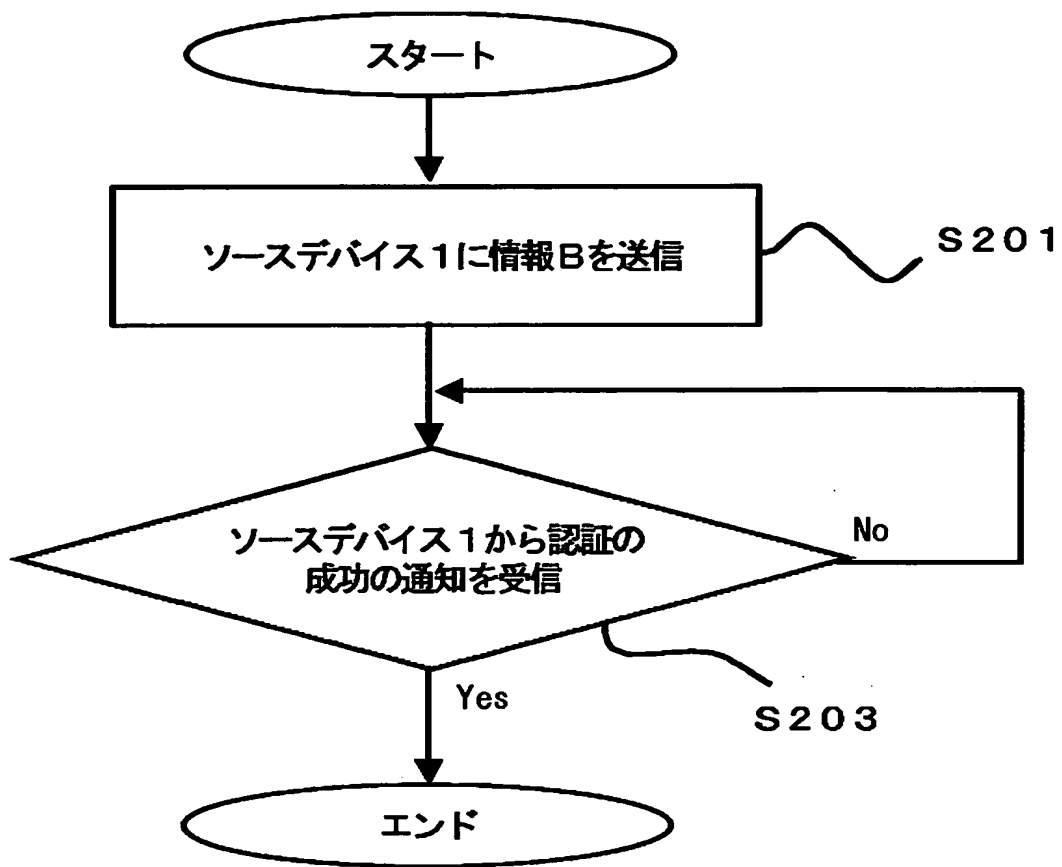 スタート
ソースデバイス１に情報Bを送信
Ｓ２０１
ソースデバイス１から認証の
成功の通知を受信
No
Yes
Ｓ２０３
エンド